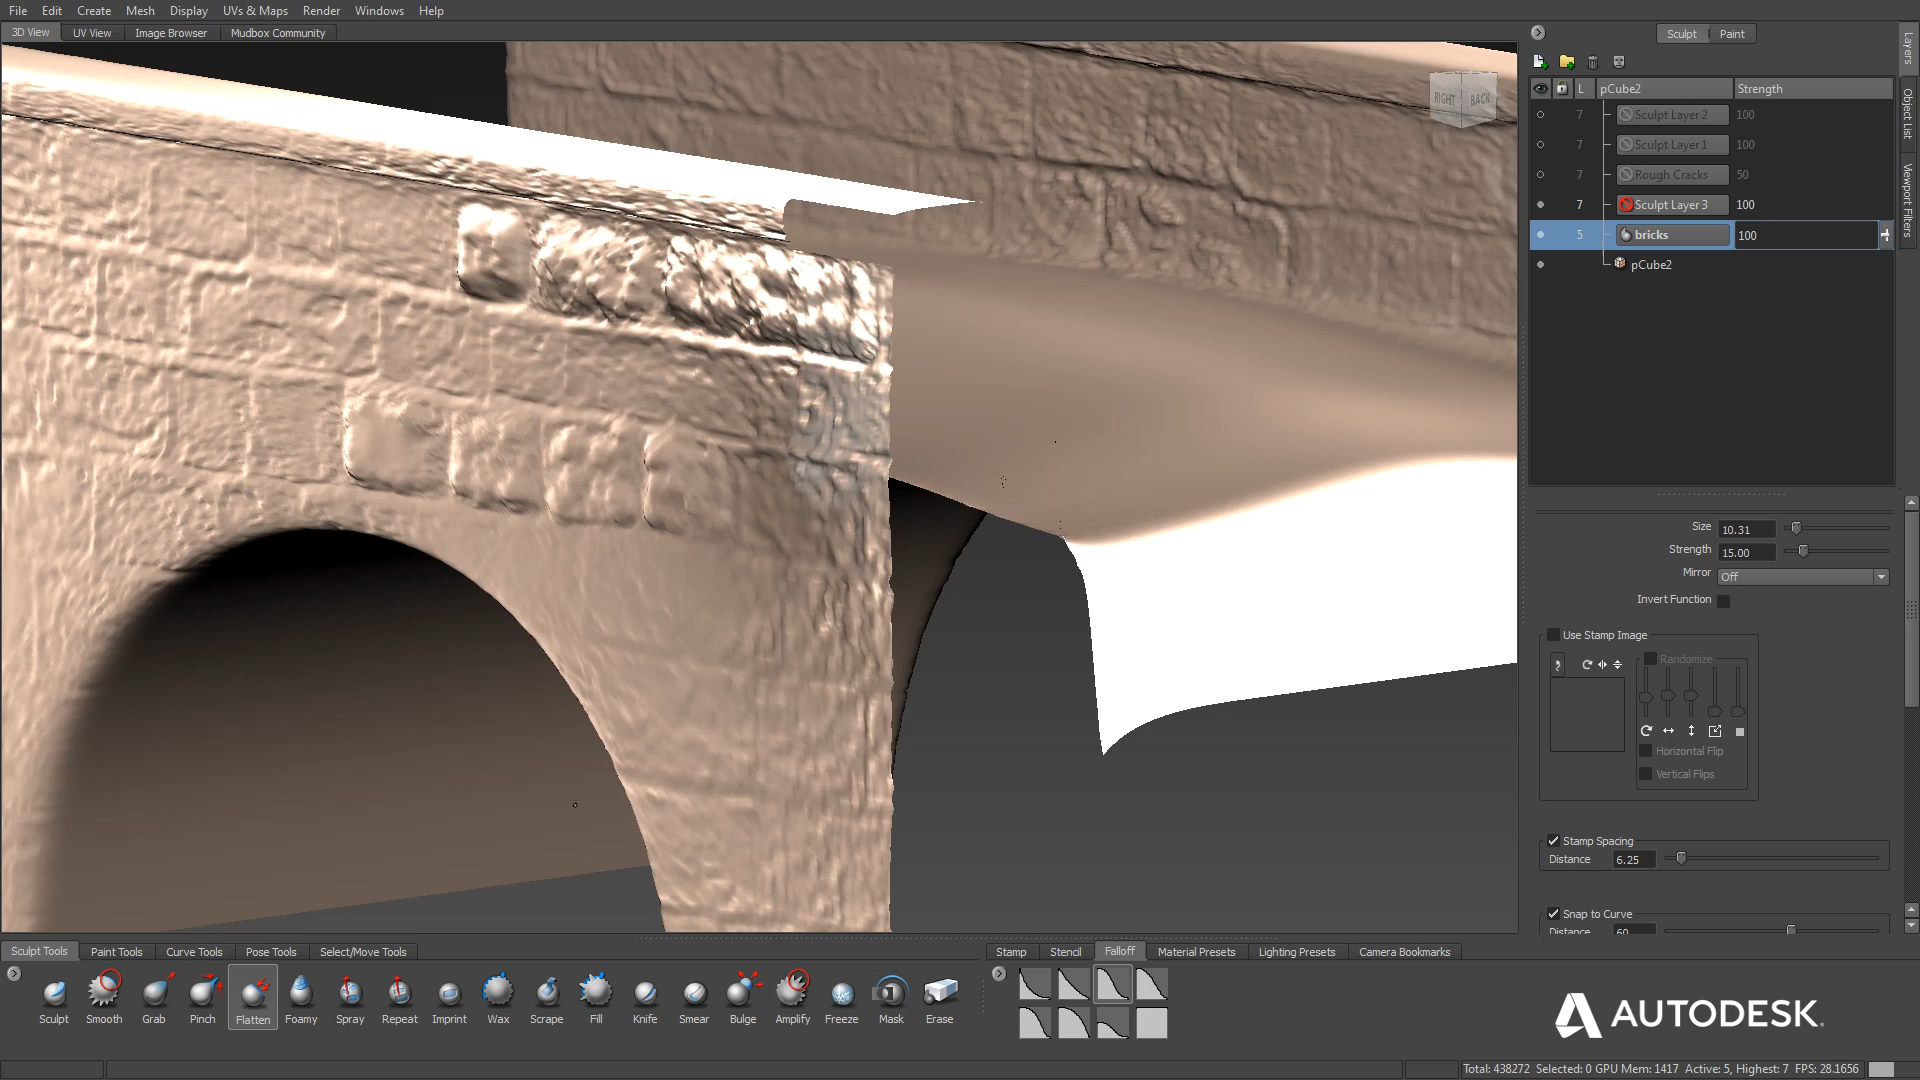 File Edit Create Mesh Display UVs & Maps Render Windows Help
3D View UV View Image Browser Mudbox Community
Sculpt Paint
Layers
Object List
Viewport Filters
RIGHT BACK
L pCube2 Strength
7 Sculpt Layer 2 100
7 Sculpt Layer 1 100
7 Rough Cracks 50
7 Sculpt Layer 3 100
5 bricks 100
pCube2
Size 10.31
Strength 15.00
Mirror Off
Invert Function
Use Stamp Image
Randomize
Horizontal Flip
Vertical Flips
Stamp Spacing
Distance 6.25
Snap to Curve
Distance 60
Sculpt Tools Paint Tools Curve Tools Pose Tools Select/Move Tools
Stamp Stencil Falloff Material Presets Lighting Presets Camera Bookmarks
Sculpt Smooth Grab Pinch Flatten Foamy Spray Repeat Imprint Wax Scrape Fill Knife Smear Bulge Amplify Freeze Mask Erase
AUTODESK.
Total: 438272 Selected: 0 GPU Mem: 1417 Active: 5, Highest: 7 FPS: 28.1656